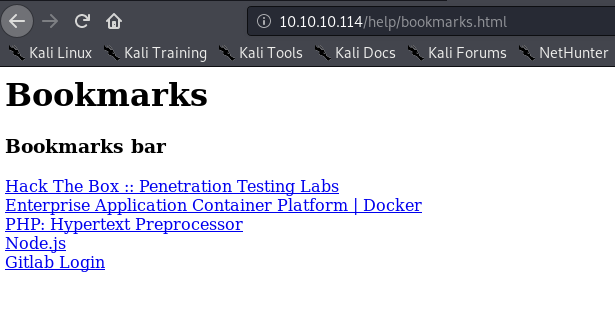 10.10.10.114/help/bookmarks.html
Kali Linux Kali Training Kali Tools Kali Docs Kali Forums NetHunter
Bookmarks
Bookmarks bar
Hack The Box :: Penetration Testing Labs
Enterprise Application Container Platform | Docker
PHP: Hypertext Preprocessor
Node.js
Gitlab Login